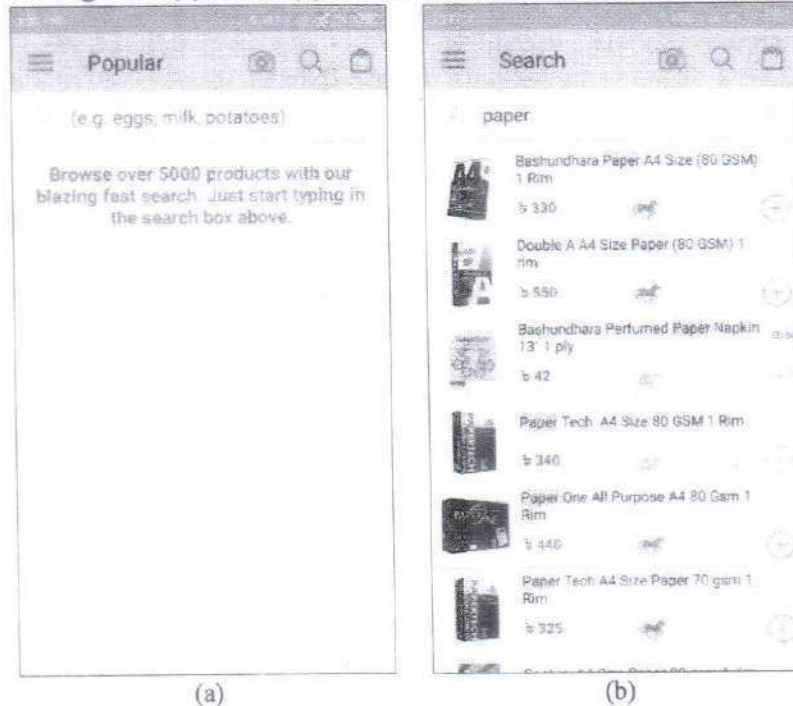 Popular
(e.g. eggs, milk, potatoes)
Browse over 5000 products with our
blazing fast search. Just start typing in
the search box above.
(a)
Search
paper
Bashundhara Paper A4 Size (80 GSM)
1 Rim
৳ 330
Double A A4 Size Paper (80 GSM) 1
rim
৳ 550
Bashundhara Perfumed Paper Napkin
13" 1 ply
৳ 42
Paper Tech A4 Size 80 GSM 1 Rim
৳ 340
Paper One All Purpose A4 80 Gsm 1
Rim
৳ 440
Paper Tech A4 Size Paper 70 gsm 1
Rim
৳ 325
(b)